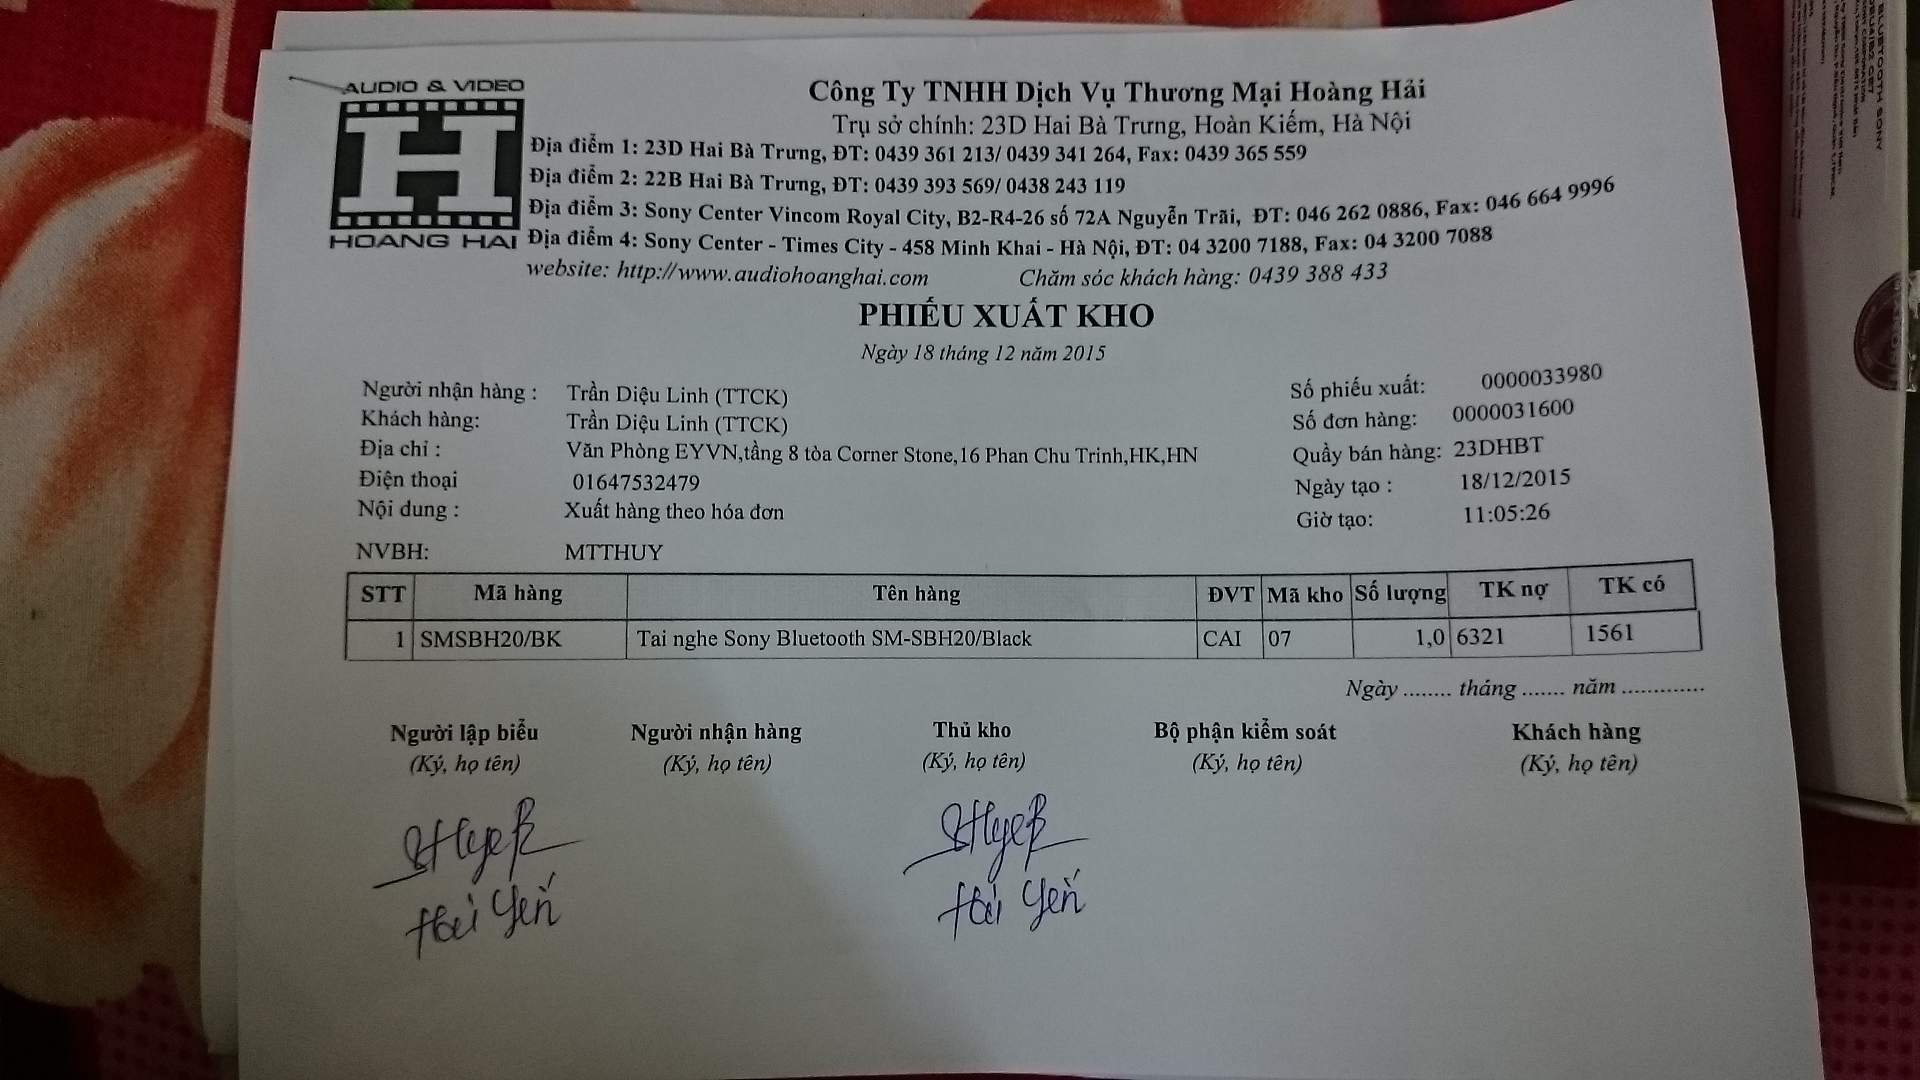 AUDIO & VIDEO
H
HOANG HAI
Công Ty TNHH Dịch Vụ Thương Mại Hoàng Hải
Trụ sở chính: 23D Hai Bà Trưng, Hoàn Kiếm, Hà Nội
Địa điểm 1: 23D Hai Bà Trưng, ĐT: 0439 361 213/ 0439 341 264, Fax: 0439 365 559
Địa điểm 2: 22B Hai Bà Trưng, ĐT: 0439 393 569/ 0438 243 119
Địa điểm 3: Sony Center Vincom Royal City, B2-R4-26 số 72A Nguyễn Trãi, ĐT: 046 262 0886, Fax: 046 664 9996
Địa điểm 4: Sony Center - Times City - 458 Minh Khai - Hà Nội, ĐT: 04 3200 7188, Fax: 04 3200 7088
website: http://www.audiohoanghai.com Chăm sóc khách hàng: 0439 388 433
PHIẾU XUẤT KHO
Ngày 18 tháng 12 năm 2015
Người nhận hàng : Trần Diệu Linh (TTCK) Số phiếu xuất: 0000033980
Khách hàng: Trần Diệu Linh (TTCK) Số đơn hàng: 0000031600
Địa chỉ : Văn Phòng EYVN,tầng 8 tòa Corner Stone,16 Phan Chu Trinh,HK,HN Quầy bán hàng: 23DHBT
Điện thoại 01647532479 Ngày tạo : 18/12/2015
Nội dung : Xuất hàng theo hóa đơn Giờ tạo: 11:05:26
NVBH: MTTHUY
STT Mã hàng Tên hàng ĐVT Mã kho Số lượng TK nợ TK có
1 SMSBH20/BK Tai nghe Sony Bluetooth SM-SBH20/Black CAI 07 1,0 6321 1561
Ngày ........ tháng ....... năm .............
Người lập biểu Người nhận hàng Thủ kho Bộ phận kiểm soát Khách hàng
(Ký, họ tên) (Ký, họ tên) (Ký, họ tên) (Ký, họ tên) (Ký, họ tên)
Hải Yến Hải Yến
BLUETOOTH SONY